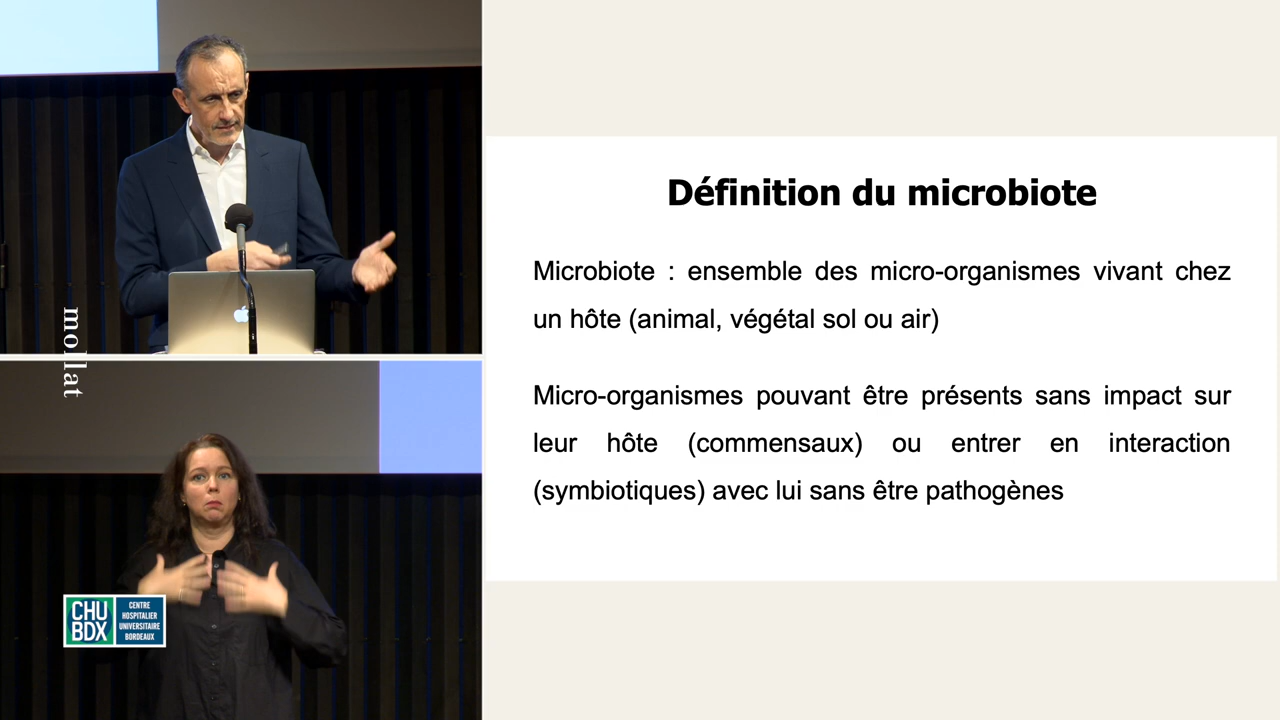 mollat
CHU
BDX
CENTRE
HOSPITALIER
UNIVERSITAIRE
BORDEAUX
Définition du microbiote
Microbiote : ensemble des micro-organismes vivant chez
un hôte (animal, végétal sol ou air)
Micro-organismes pouvant être présents sans impact sur
leur hôte (commensaux) ou entrer en interaction
(symbiotiques) avec lui sans être pathogènes